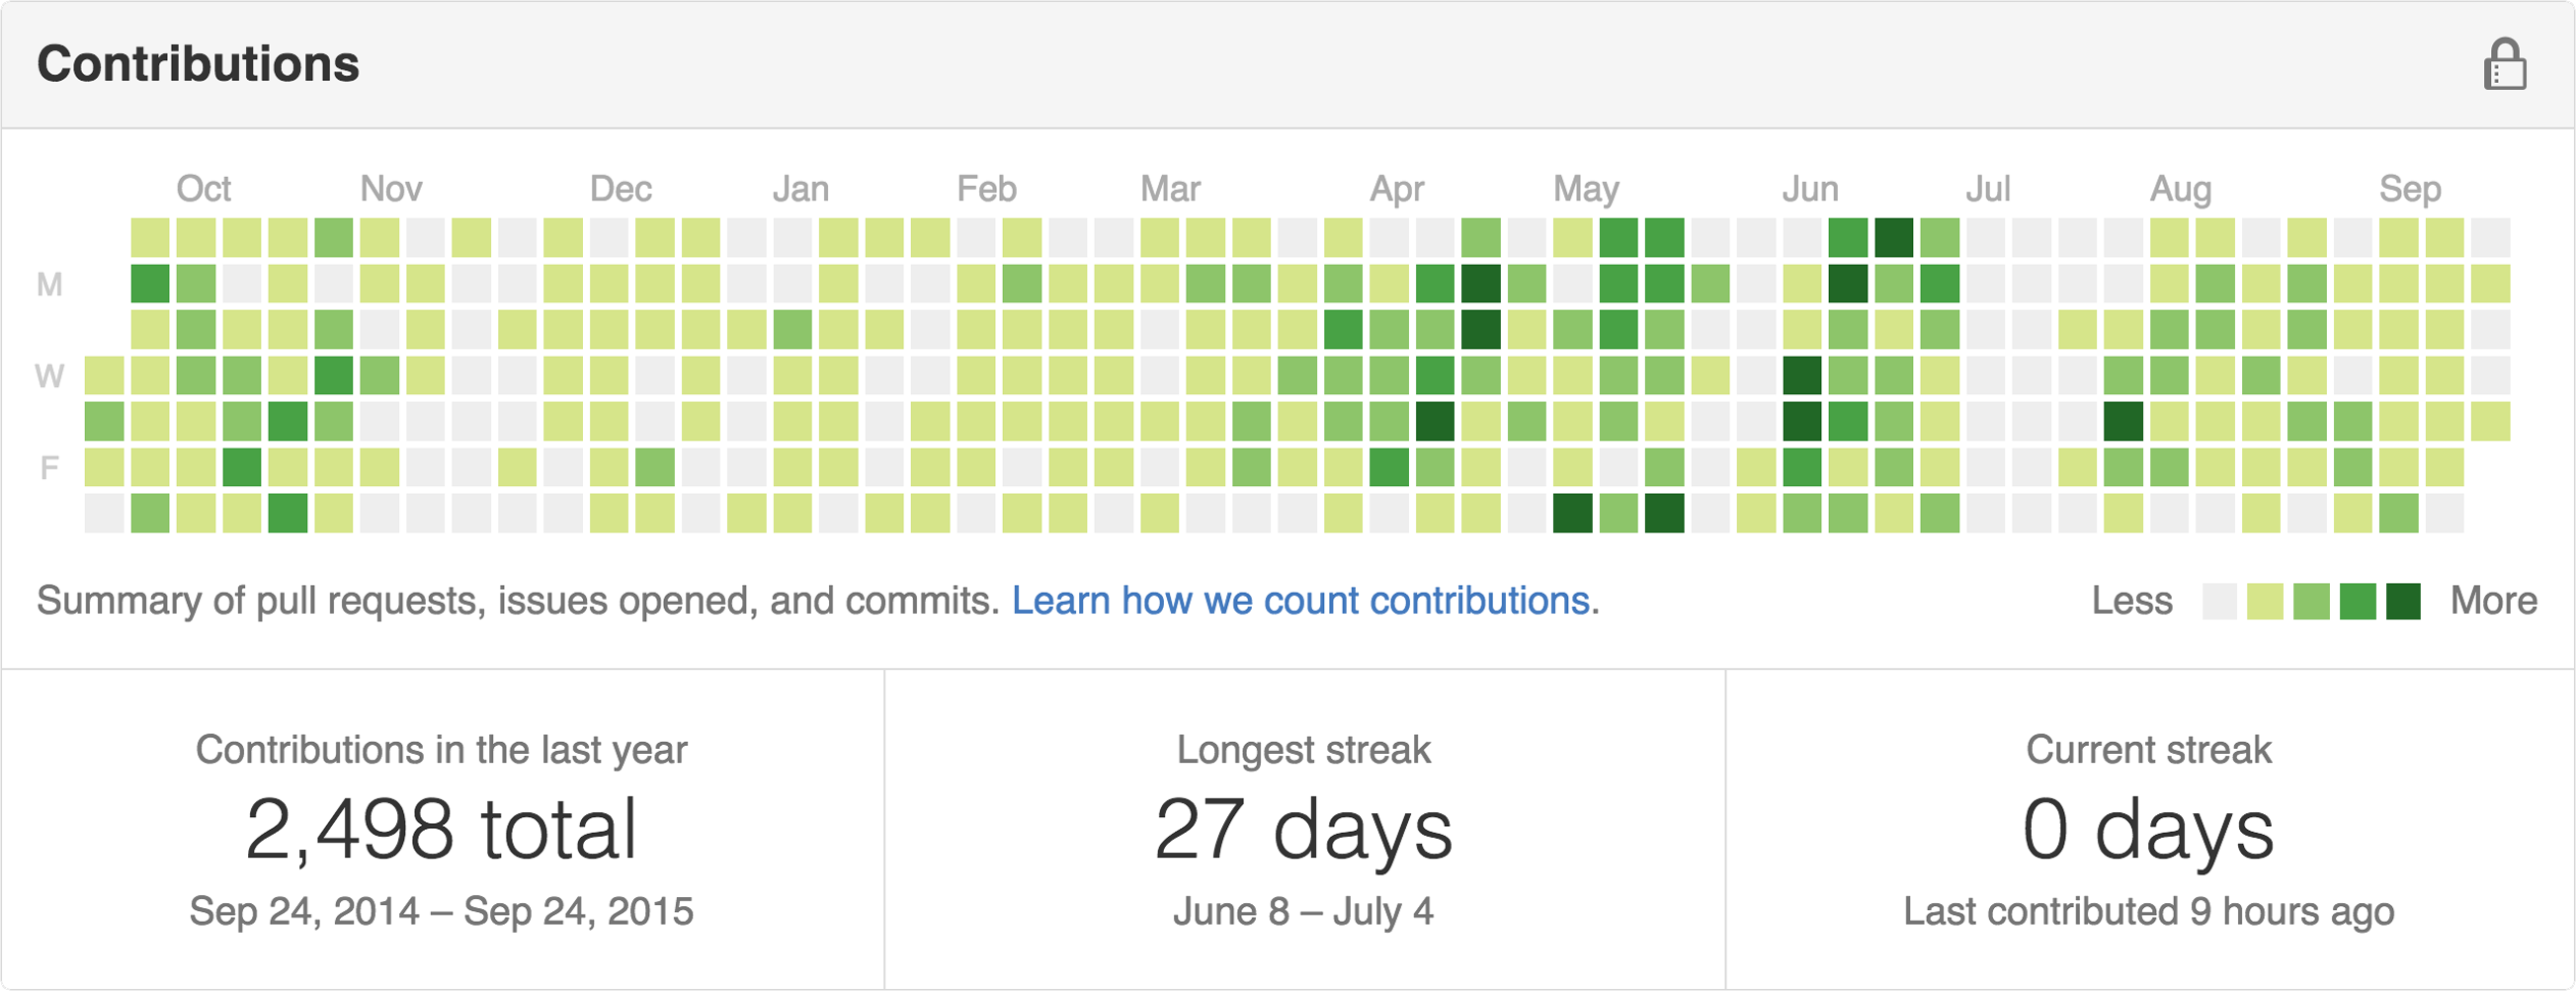 Contributions
Oct Nov Dec Jan Feb Mar Apr May Jun Jul Aug Sep
M
W
F
Summary of pull requests, issues opened, and commits. Learn how we count contributions.
Less More
Contributions in the last year
2,498 total
Sep 24, 2014 – Sep 24, 2015
Longest streak
27 days
June 8 – July 4
Current streak
0 days
Last contributed 9 hours ago